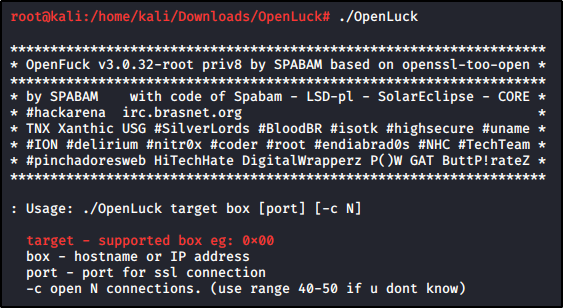 root@kali:/home/kali/Downloads/OpenLuck# ./OpenLuck
*******************************************************************
* OpenFuck v3.0.32-root priv8 by SPABAM based on openssl-too-open *
*******************************************************************
* by SPABAM    with code of Spabam - LSD-pl - SolarEclipse - CORE *
* #hackarena  irc.brasnet.org                                     *
* TNX Xanthic USG #SilverLords #BloodBR #isotk #highsecure #uname *
* #ION #delirium #nitr0x #coder #root #endiabrad0s #NHC #TechTeam *
* #pinchadoresweb HiTechHate DigitalWrapperz P()W GAT ButtP!rateZ *
*******************************************************************
: Usage: ./OpenLuck target box [port] [-c N]
target - supported box eg: 0x00
box - hostname or IP address
port - port for ssl connection
-c open N connections. (use range 40-50 if u dont know)